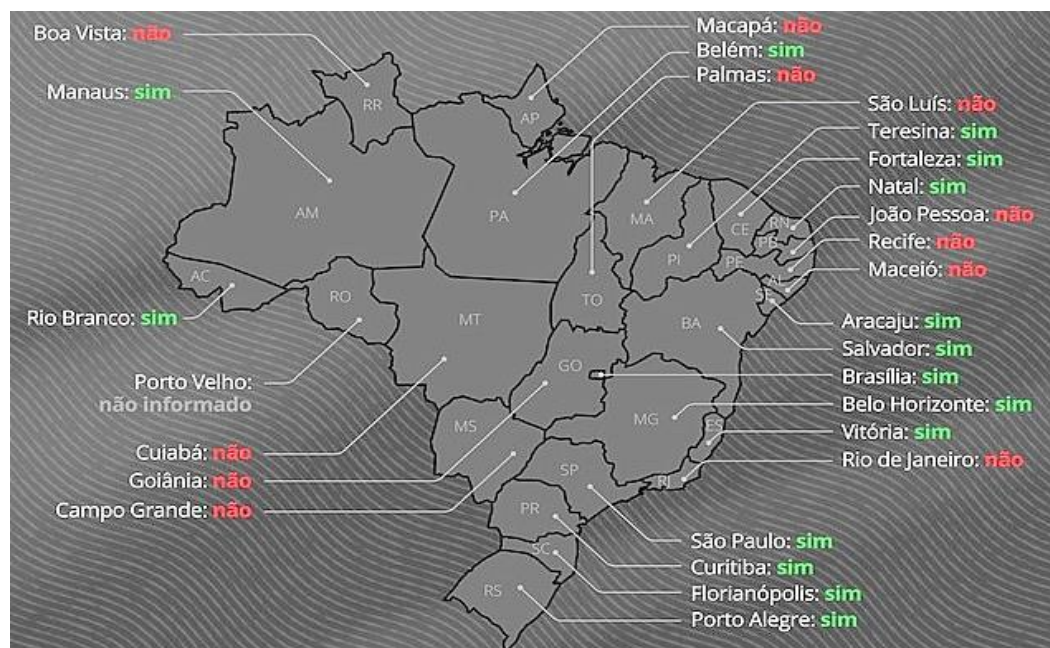 Boa Vista: não
Manaus: sim
Rio Branco: sim
Porto Velho:
não informado
Cuiabá: não
Goiânia: não
Campo Grande: não
Macapá: não
Belém: sim
Palmas: não
São Luís: não
Teresina: sim
Fortaleza: sim
Natal: sim
João Pessoa: não
Recife: não
Maceió: não
Aracaju: sim
Salvador: sim
Brasília: sim
Belo Horizonte: sim
Vitória: sim
Rio de Janeiro: não
São Paulo: sim
Curitiba: sim
Florianópolis: sim
Porto Alegre: sim
RR
AP
AM
PA
MA
CE
RN
PB
PE
PI
AL
SE
AC
RO
TO
MT
BA
GO
MG
ES
MS
SP
RJ
PR
SC
RS